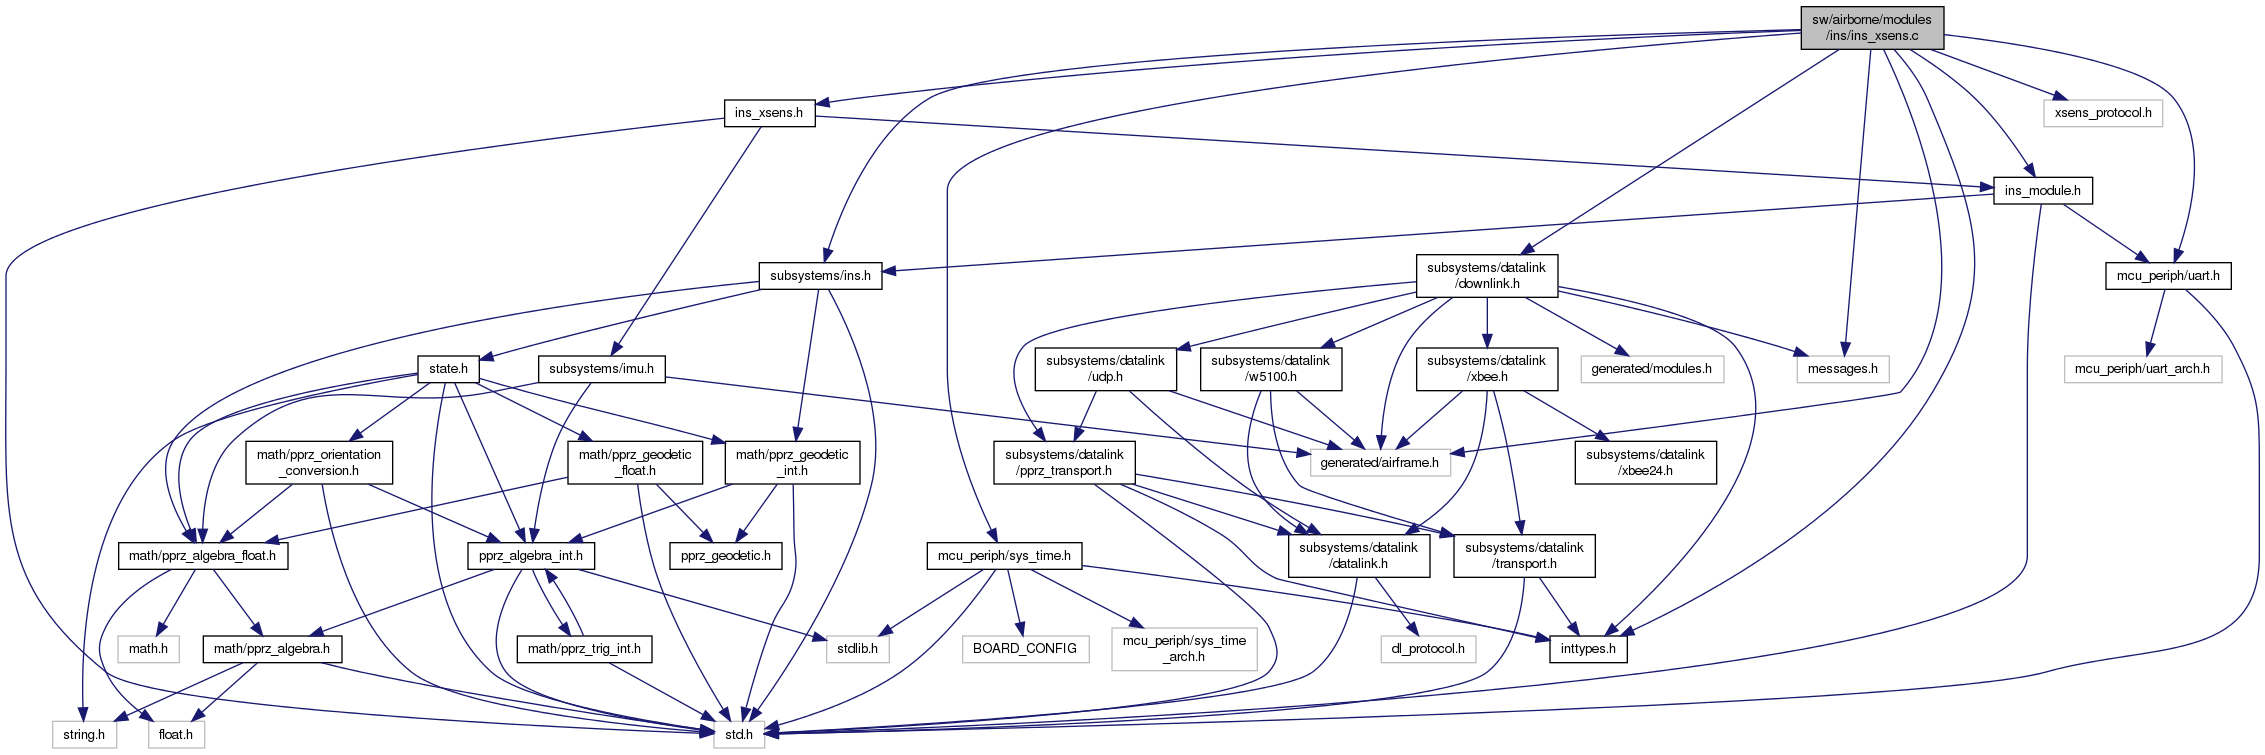 sw/airborne/modules
/ins/ins_xsens.c
ins_xsens.h
xsens_protocol.h
ins_module.h
subsystems/ins.h
subsystems/datalink
/downlink.h
mcu_periph/uart.h
state.h
subsystems/imu.h
subsystems/datalink
/udp.h
subsystems/datalink
/w5100.h
subsystems/datalink
/xbee.h
generated/modules.h
messages.h
mcu_periph/uart_arch.h
math/pprz_orientation
_conversion.h
math/pprz_geodetic
_float.h
math/pprz_geodetic
_int.h
subsystems/datalink
/pprz_transport.h
generated/airframe.h
subsystems/datalink
/xbee24.h
math/pprz_algebra_float.h
pprz_algebra_int.h
pprz_geodetic.h
mcu_periph/sys_time.h
subsystems/datalink
/datalink.h
subsystems/datalink
/transport.h
math.h
math/pprz_algebra.h
math/pprz_trig_int.h
stdlib.h
BOARD_CONFIG
mcu_periph/sys_time
_arch.h
dl_protocol.h
inttypes.h
string.h
float.h
std.h